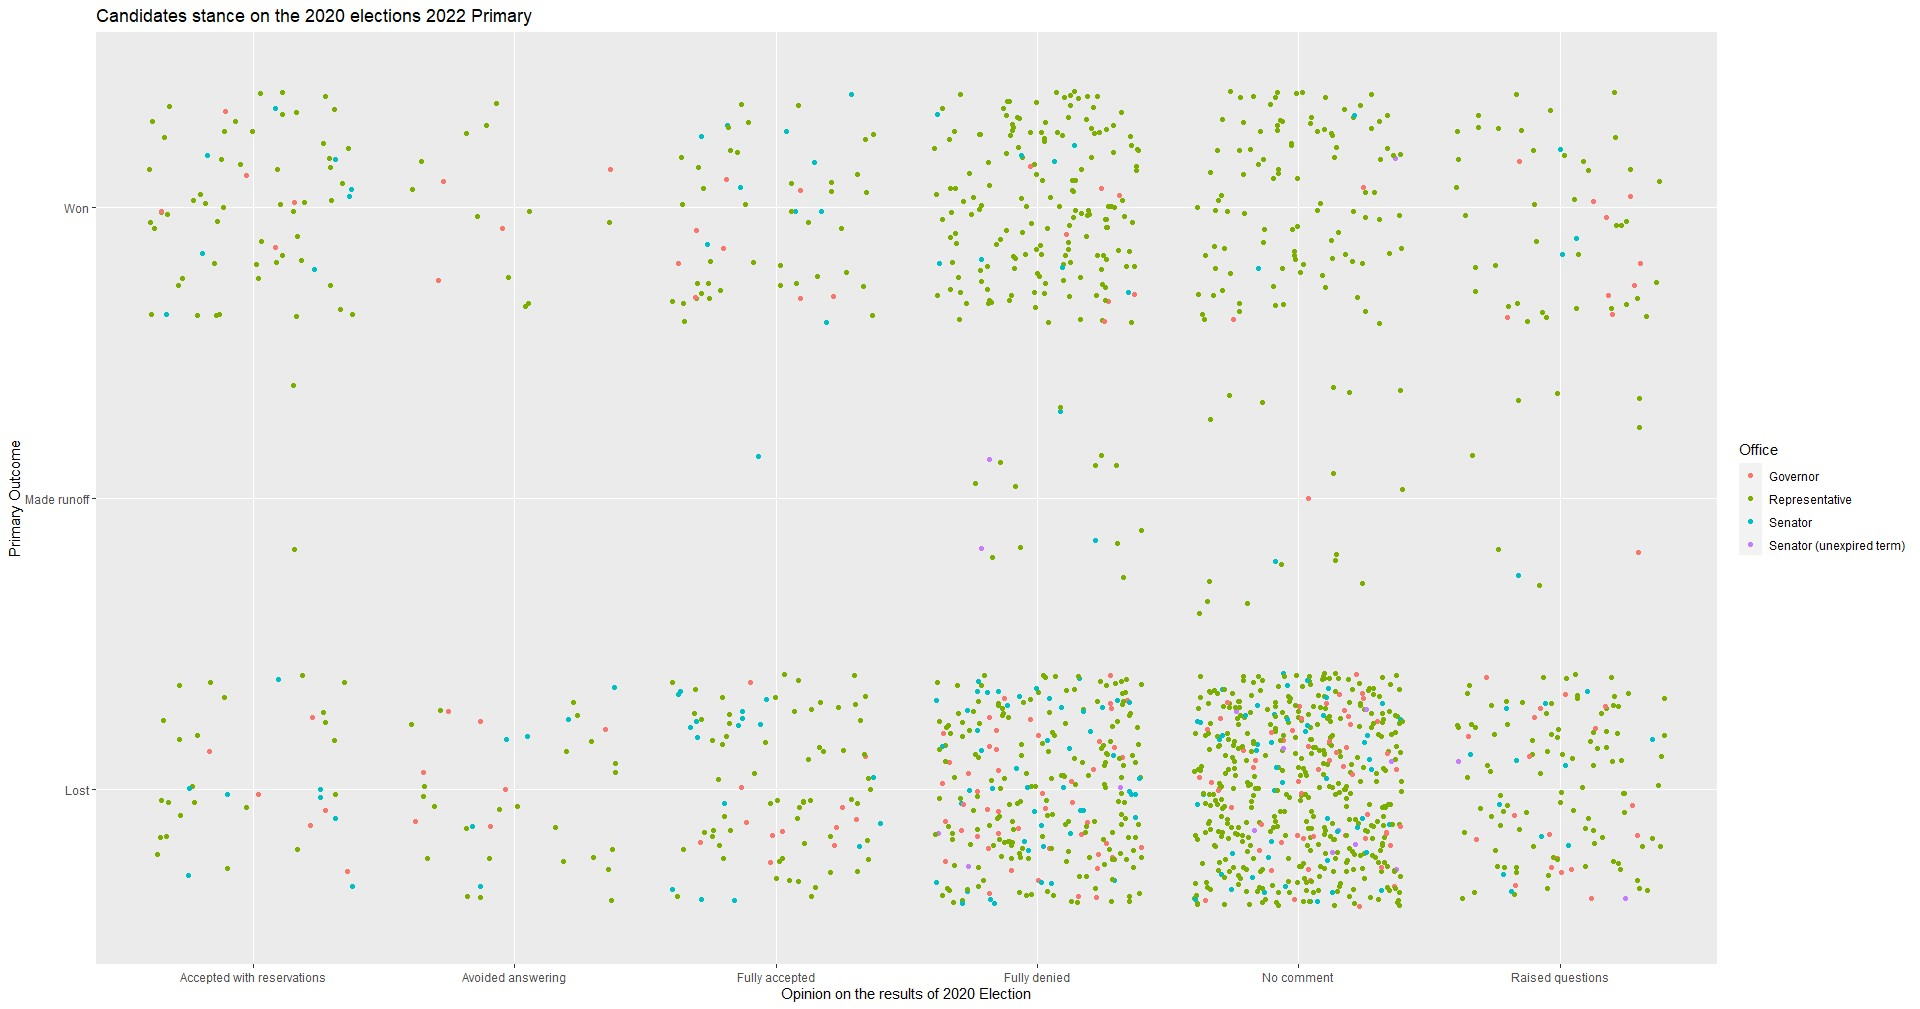 Candidates stance on the 2020 elections 2022 Primary
Primary Outcome
Won
Made runoff
Lost
Accepted with reservations
Avoided answering
Fully accepted
Fully denied
No comment
Raised questions
Opinion on the results of 2020 Election
Office
Governor
Representative
Senator
Senator (unexpired term)